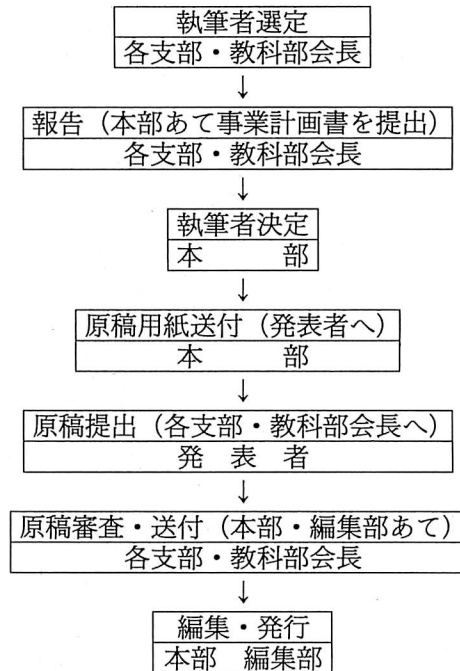 執筆者選定
各支部・教科部会長
↓
報告（本部あて事業計画書を提出）
各支部・教科部会長
↓
執筆者決定
本　　　部
↓
原稿用紙送付（発表者へ）
本　　　部
↓
原稿提出（各支部・教科部会長へ）
発　表　者
↓
原稿審査・送付（本部・編集部あて）
各支部・教科部会長
↓
編集・発行
本部　編集部